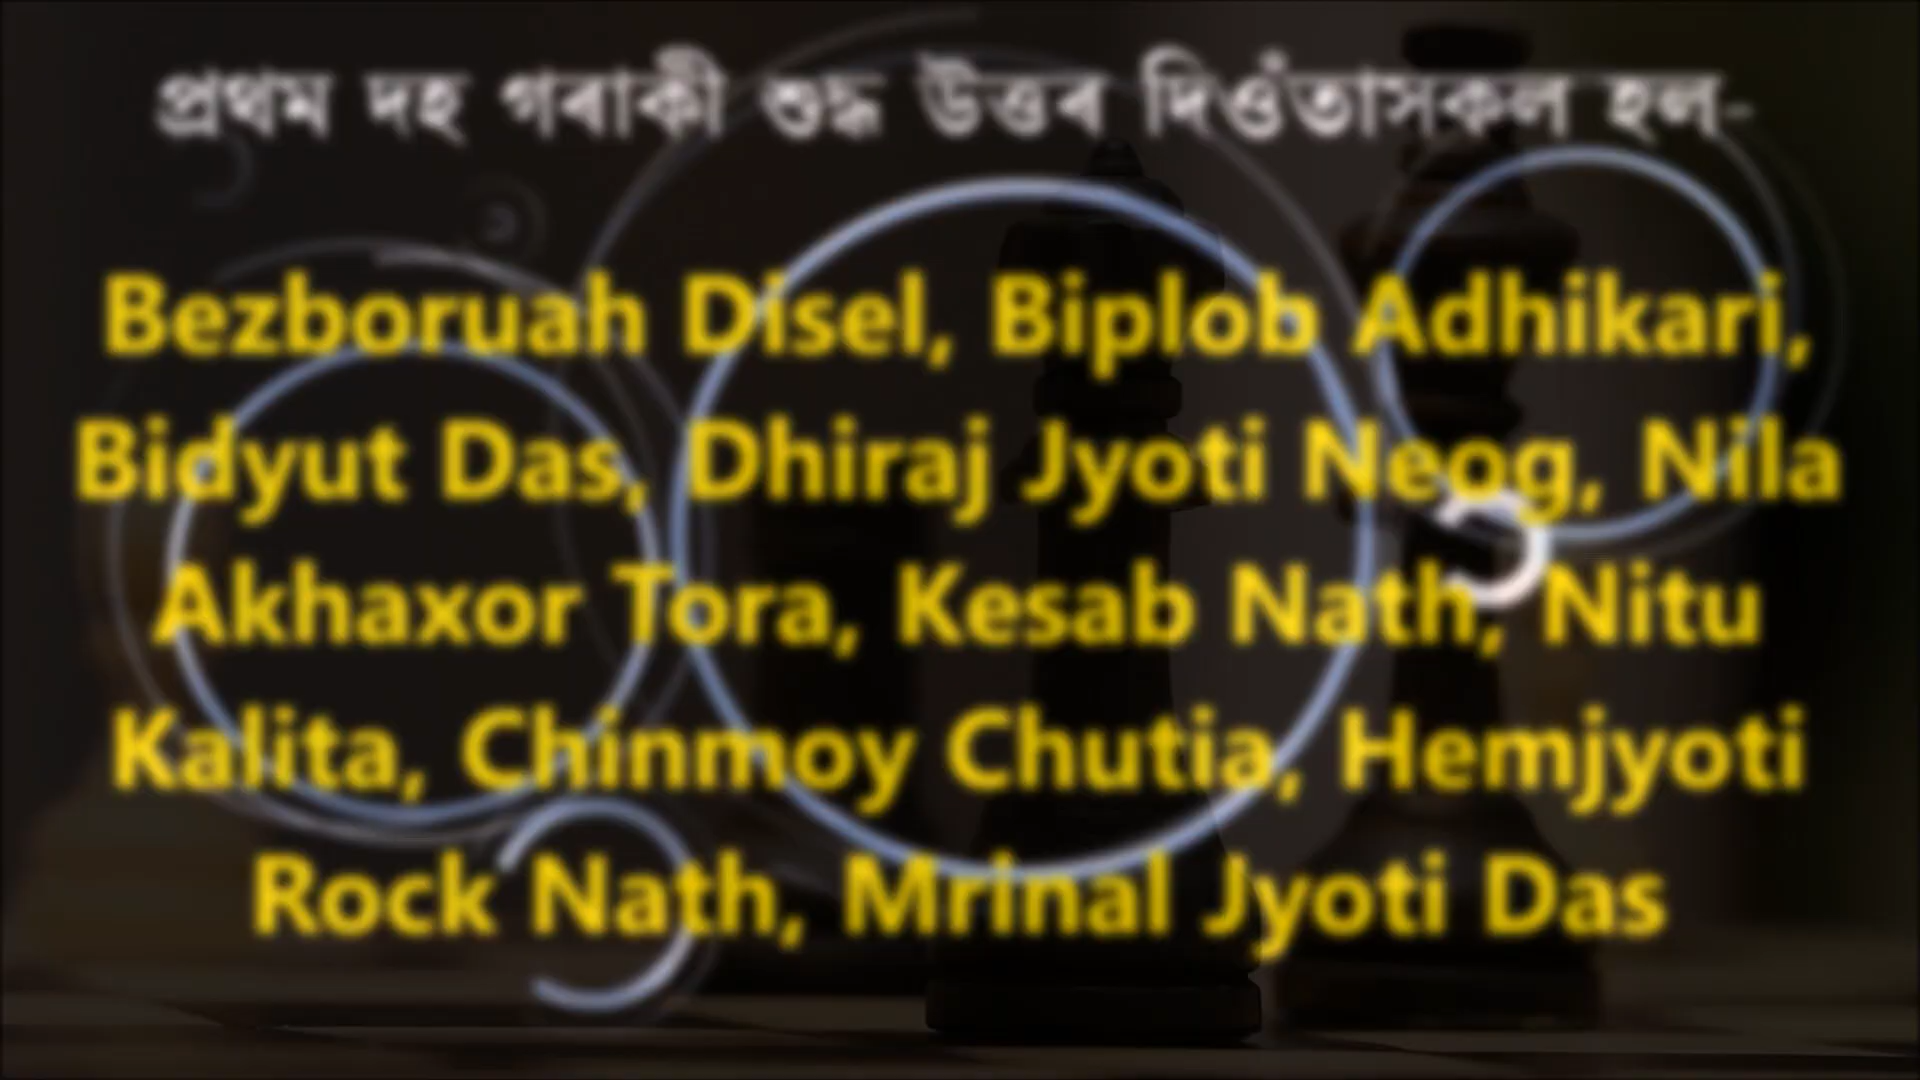 প্ৰথম দহ গৰাকী শুদ্ধ উত্তৰ দিওঁতাসকল হল-
Bezboruah Disel, Biplob Adhikari,
Bidyut Das, Dhiraj Jyoti Neog, Nila
Akhaxor Tora, Kesab Nath, Nitu
Kalita, Chinmoy Chutia, Hemjyoti
Rock Nath, Mrinal Jyoti Das